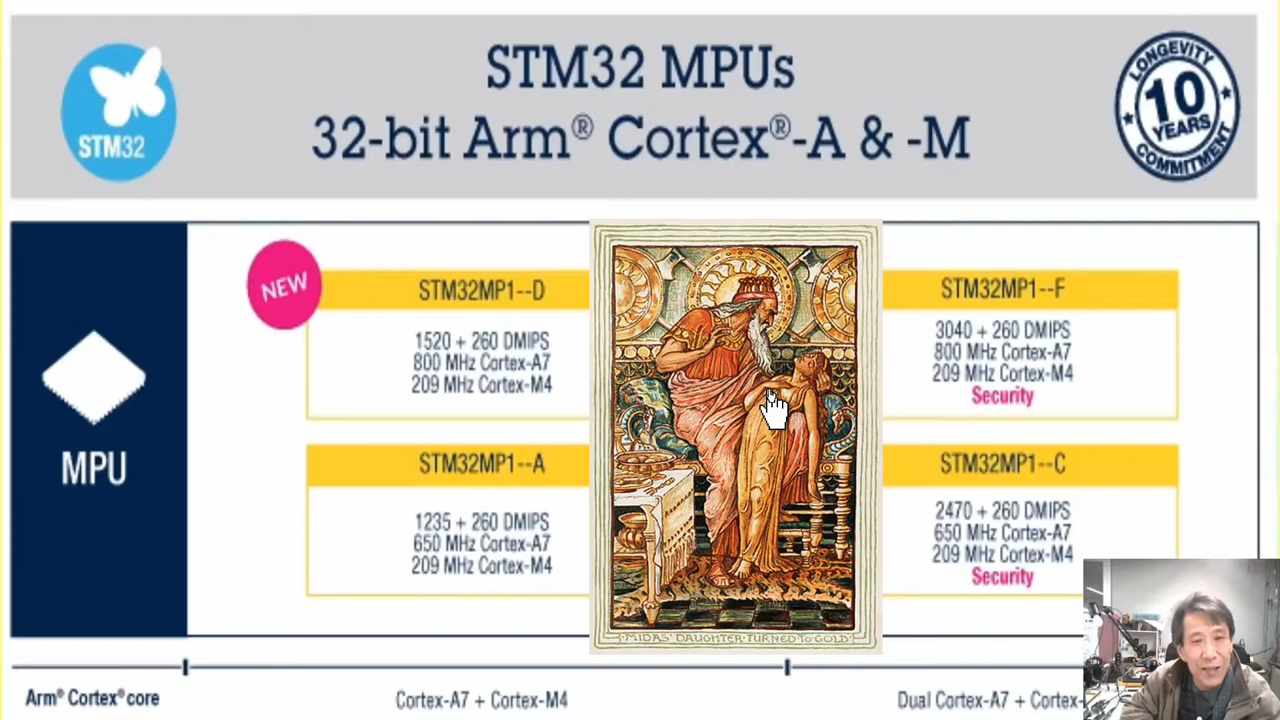 STM32
STM32 MPUs
32-bit Arm® Cortex®-A & -M
LONGEVITY
10
YEARS
COMMITMENT
MPU
NEW
STM32MP1--D
1520 + 260 DMIPS
800 MHz Cortex-A7
209 MHz Cortex-M4
STM32MP1--F
3040 + 260 DMIPS
800 MHz Cortex-A7
209 MHz Cortex-M4
Security
STM32MP1--A
1235 + 260 DMIPS
650 MHz Cortex-A7
209 MHz Cortex-M4
STM32MP1--C
2470 + 260 DMIPS
650 MHz Cortex-A7
209 MHz Cortex-M4
Security
MIDAS' DAUGHTER TURNED TO GOLD
Arm® Cortex® core
Cortex-A7 + Cortex-M4
Dual Cortex-A7 + Cortex-